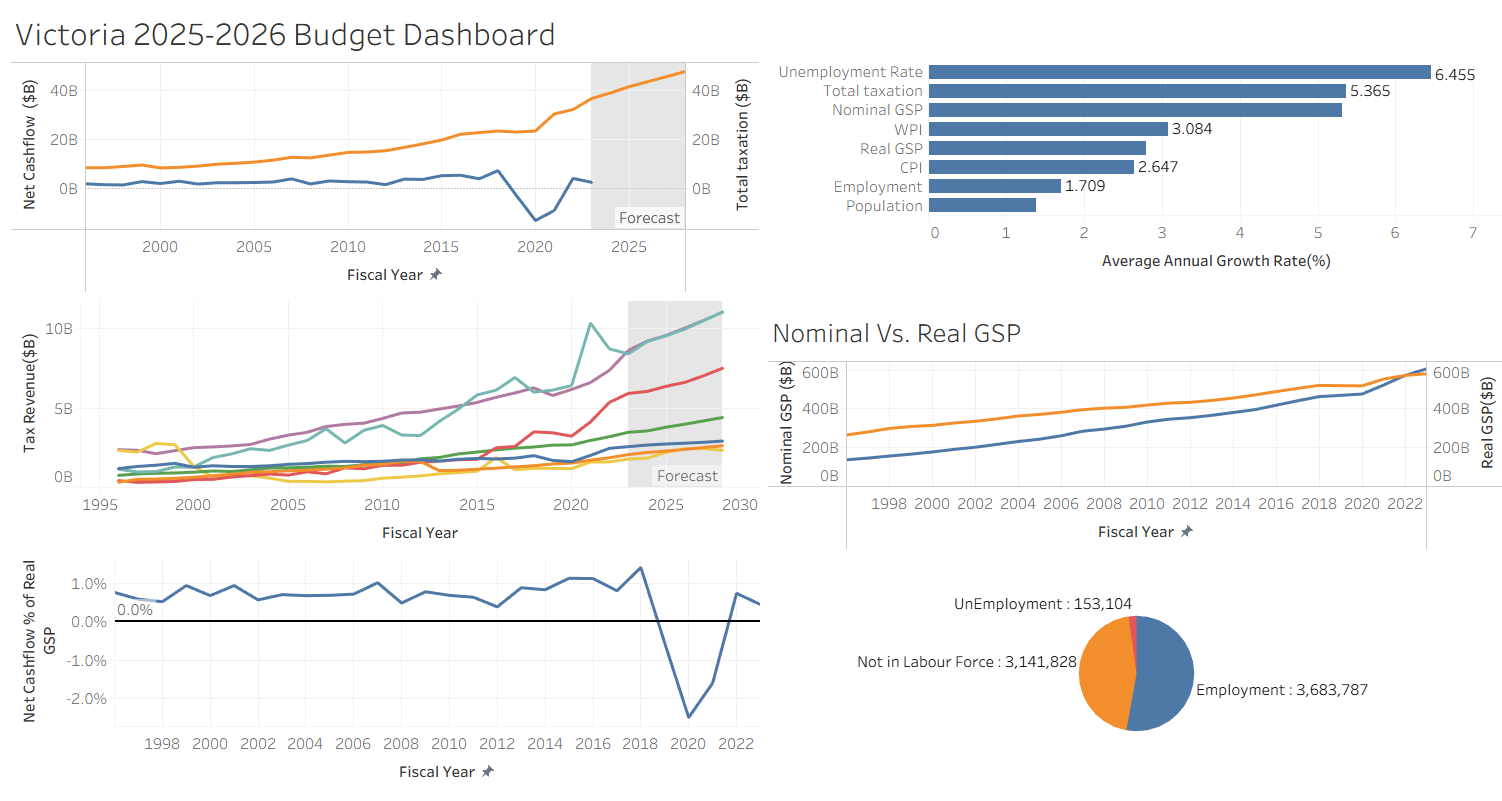 Victoria 2025-2026 Budget Dashboard
Net Cashflow ($B)
40B
20B
0B
40B
20B
0B
Total taxation ($B)
Forecast
2000 2005 2010 2015 2020 2025
Fiscal Year
Unemployment Rate 6.455
Total taxation 5.365
Nominal GSP
WPI 3.084
Real GSP
CPI 2.647
Employment 1.709
Population
0 1 2 3 4 5 6 7
Average Annual Growth Rate(%)
Tax Revenue($B)
10B
5B
0B
Forecast
1995 2000 2005 2010 2015 2020 2025 2030
Fiscal Year
Nominal Vs. Real GSP
Nominal GSP ($B)
600B
400B
200B
0B
600B
400B
200B
0B
Real GSP($B)
1998 2000 2002 2004 2006 2008 2010 2012 2014 2016 2018 2020 2022
Fiscal Year
Net Cashflow % of Real
GSP
1.0%
0.0%
0.0%
-1.0%
-2.0%
1998 2000 2002 2004 2006 2008 2010 2012 2014 2016 2018 2020 2022
Fiscal Year
UnEmployment : 153,104
Not in Labour Force : 3,141,828
Employment : 3,683,787